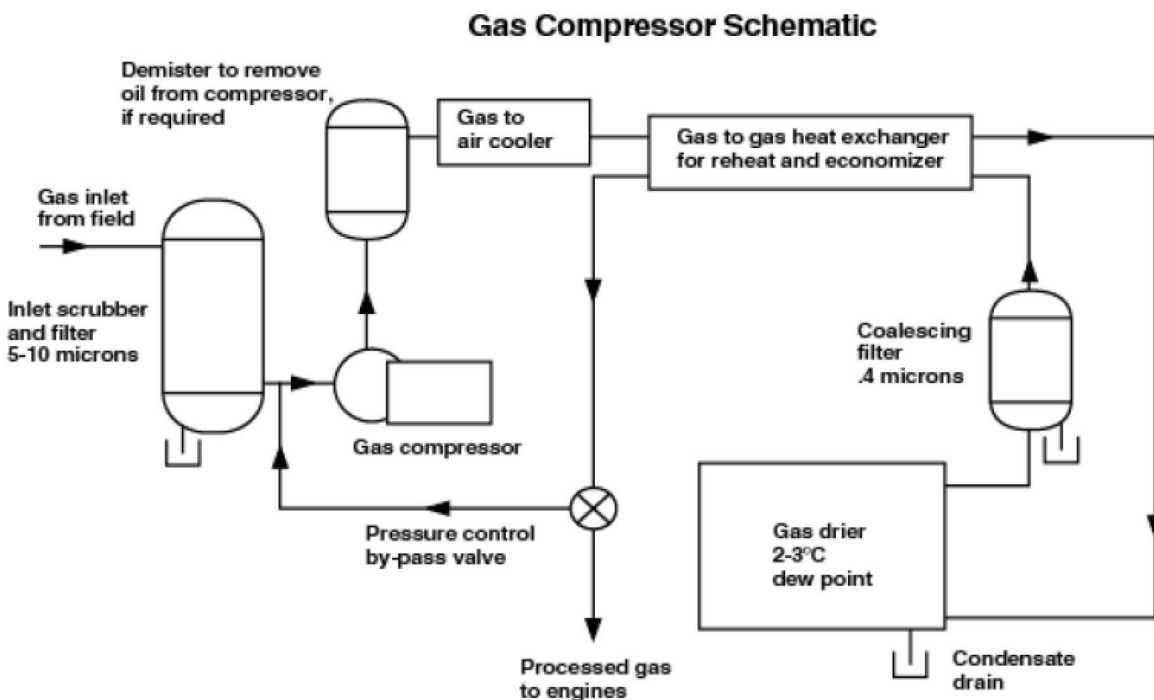 Gas Compressor Schematic
Demister to remove
oil from compressor,
if required
Gas to
air cooler
Gas to gas heat exchanger
for reheat and economizer
Gas inlet
from field
Inlet scrubber
and filter
5-10 microns
Coalescing
filter
.4 microns
Gas compressor
Pressure control
by-pass valve
Gas drier
2-3°C
dew point
Processed gas
to engines
Condensate
drain